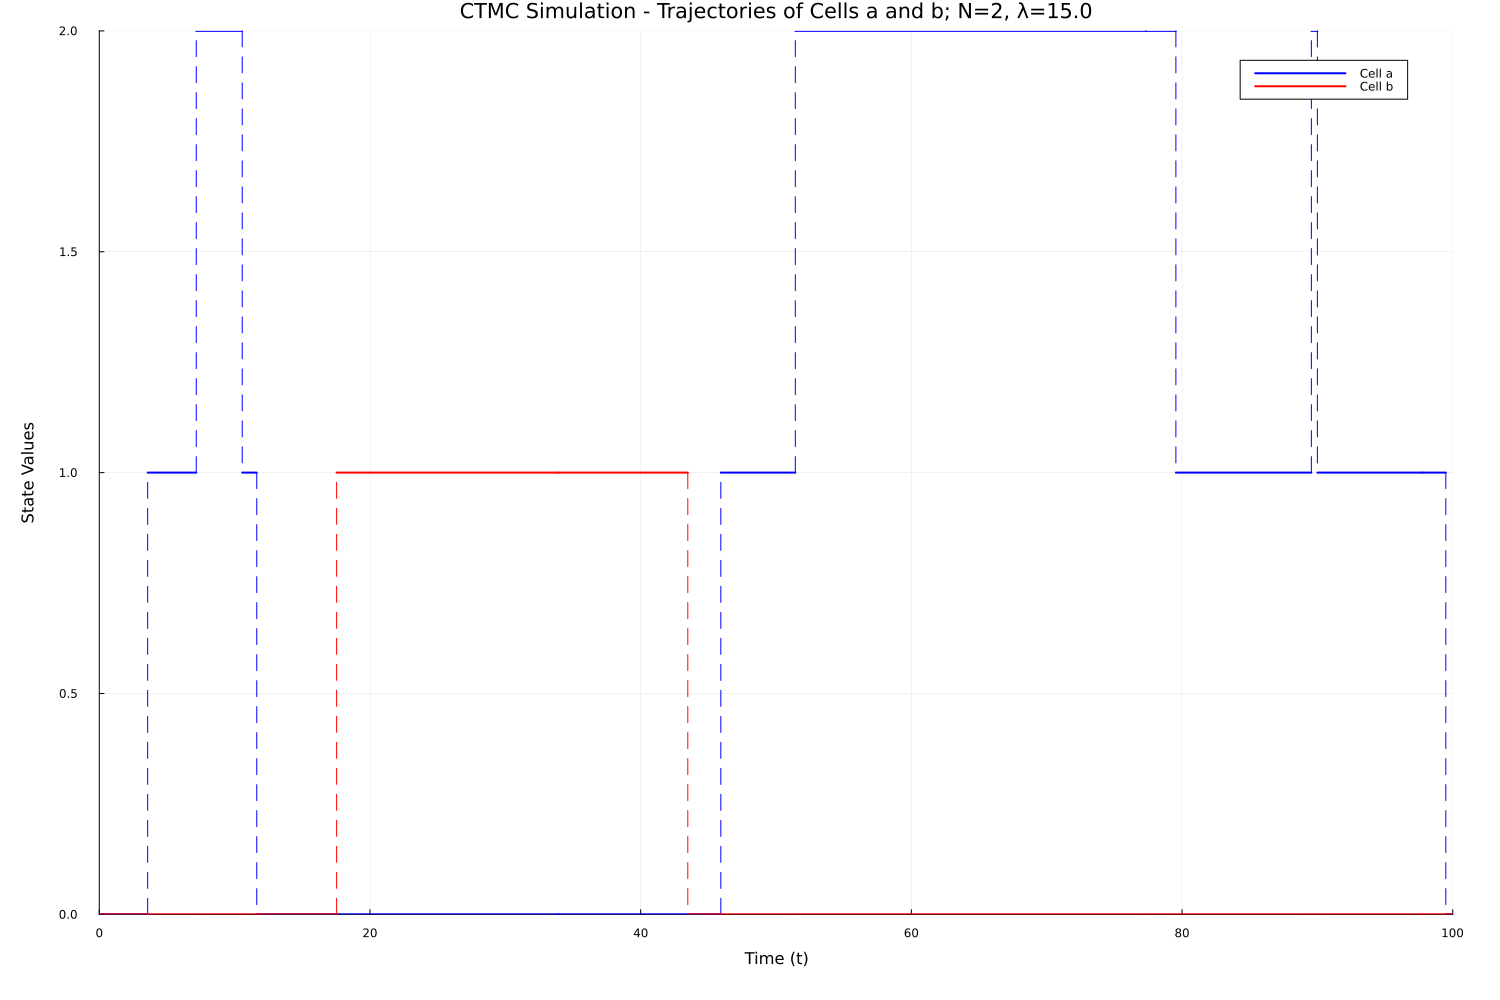 CTMC Simulation - Trajectories of Cells a and b; N=2, λ=15.0
2.0
Cell a
Cell b
1.5
1.0
State Values
0.5
0.0
0 20 40 60 80 100
Time (t)